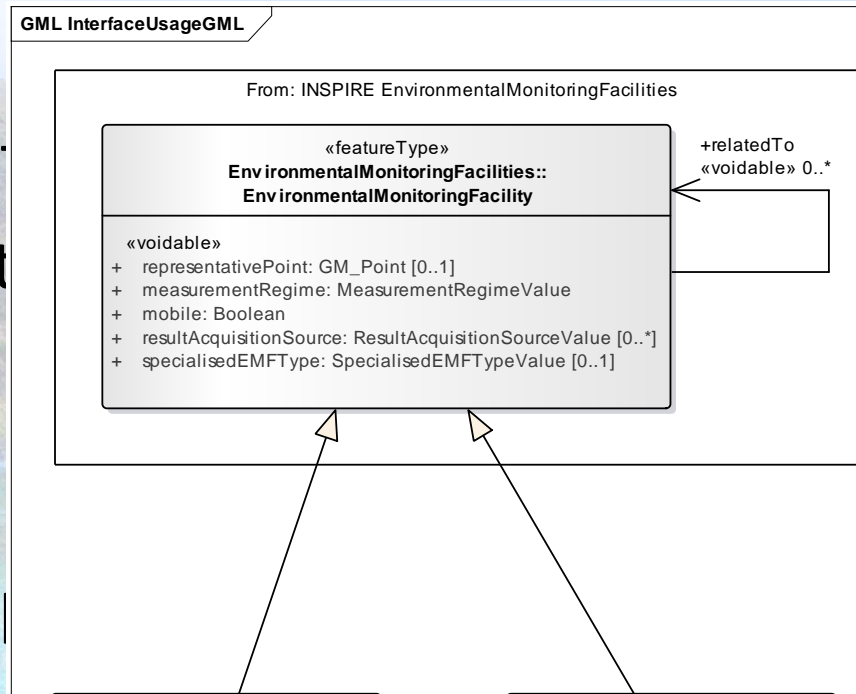 GML InterfaceUsageGML
From: INSPIRE EnvironmentalMonitoringFacilities
«featureType»
EnvironmentalMonitoringFacilities::
EnvironmentalMonitoringFacility
+relatedTo
«voidable» 0..*
«voidable»
+ representativePoint: GM_Point [0..1]
+ measurementRegime: MeasurementRegimeValue
+ mobile: Boolean
+ resultAcquisitionSource: ResultAcquisitionSourceValue [0..*]
+ specialisedEMFType: SpecialisedEMFTypeValue [0..1]